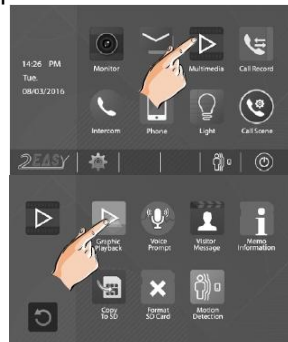 14:26 PM
Tue.
08/03/2016
Monitor
Multimedia
Call Record
Intercom
Phone
Light
Call Scene
2EASY
Graphic
Playback
Voice
Prompt
Visitor
Message
Memo
Information
Copy
To SD
Format
SD Card
Motion
Detection